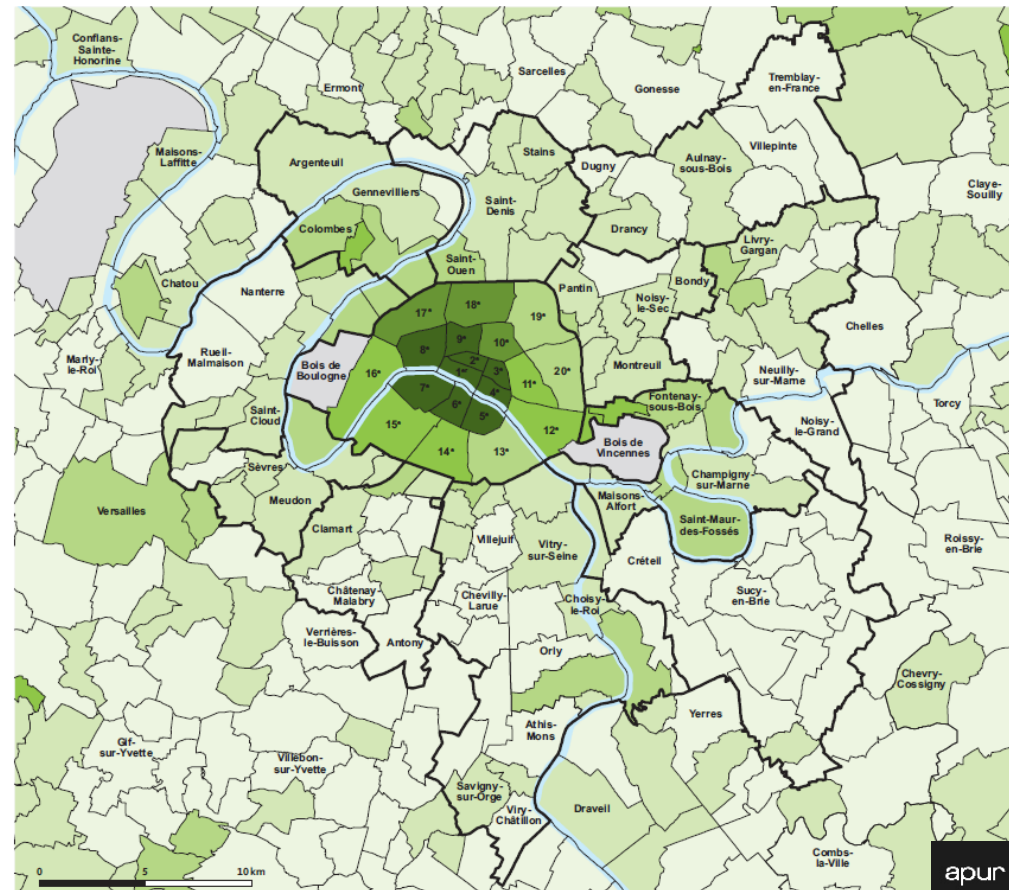 Conflans-
Sainte-
Honorine
Ermont
Sarcelles
Gonesse
Tremblay-
en-France
Maisons-
Laffitte
Argenteuil
Stains
Dugny
Aulnay-
sous-Bois
Villepinte
Gennevilliers
Saint-
Denis
Claye-
Souilly
Colombes
Drancy
Livry-
Gargan
Saint-
Ouen
Chatou
Nanterre
Pantin
Bondy
Noisy-
le-Sec
17e
18e
19e
Chelles
9e
10e
8e
2e
Marly-
le-Roi
Rueil-
Malmaison
Bois de
Boulogne
16e
1er
3e
20e
Montreuil
Neuilly-
sur-Marne
11e
7e
4e
Fontenay-
sous-Bois
Torcy
6e
5e
Saint-
Cloud
15e
12e
Noisy-
le-Grand
Bois de
Vincennes
14e
13e
Sèvres
Champigny-
sur-Marne
Versailles
Meudon
Maisons-
Alfort
Clamart
Saint-Maur-
des-Fossés
Villejuif
Vitry-
sur-Seine
Roissy-
en-Brie
Créteil
Châtenay-
Malabry
Chevilly-
Larue
Choisy-
le-Roi
Sucy-
en-Brie
Verrières-
le-Buisson
Antony
Orly
Chevry-
Cossigny
Yerres
Athis-
Mons
Gif-
sur-Yvette
Villebon-
sur-Yvette
Savigny-
sur-Orge
Viry-
Châtillon
Draveil
Combs-
la-Ville
0 5 10 km
apur